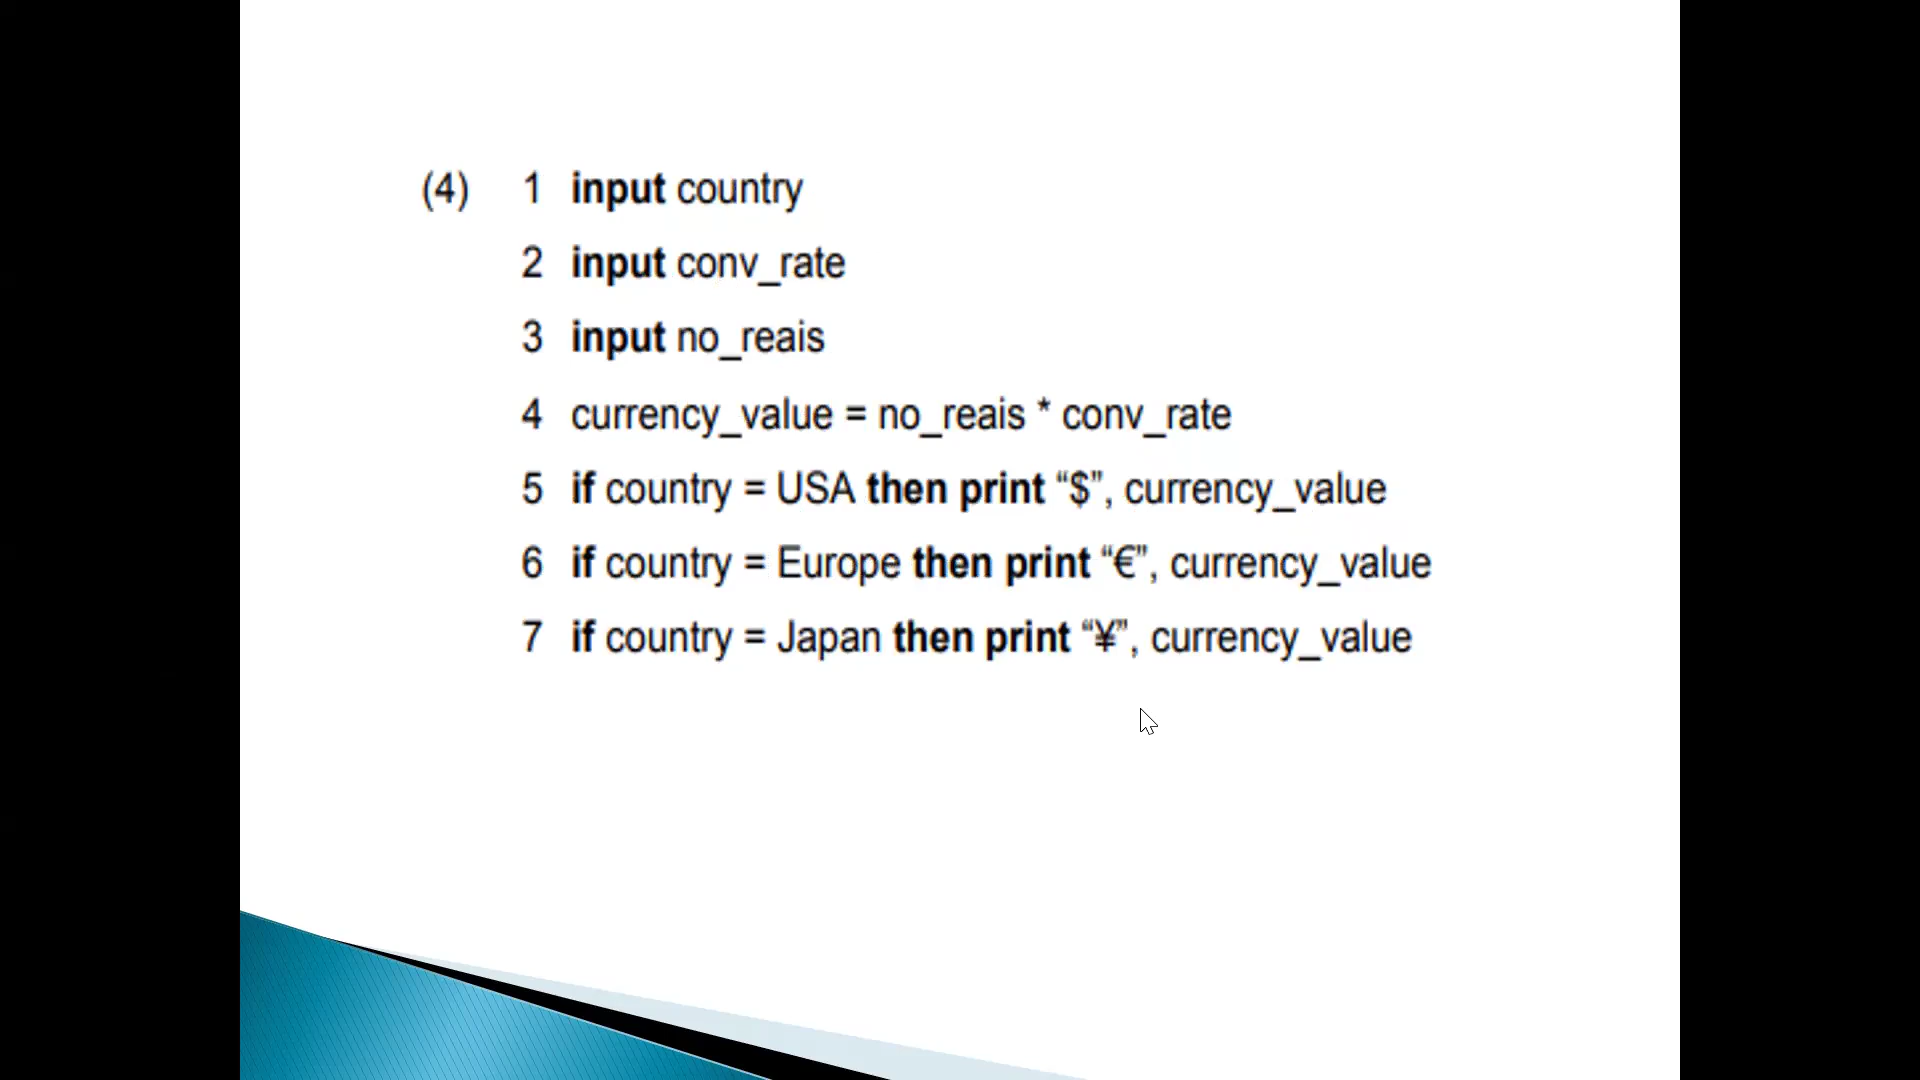 (4) 1 input country
2 input conv_rate
3 input no_reais
4 currency_value = no_reais * conv_rate
5 if country = USA then print “$”, currency_value
6 if country = Europe then print “€”, currency_value
7 if country = Japan then print “¥”, currency_value